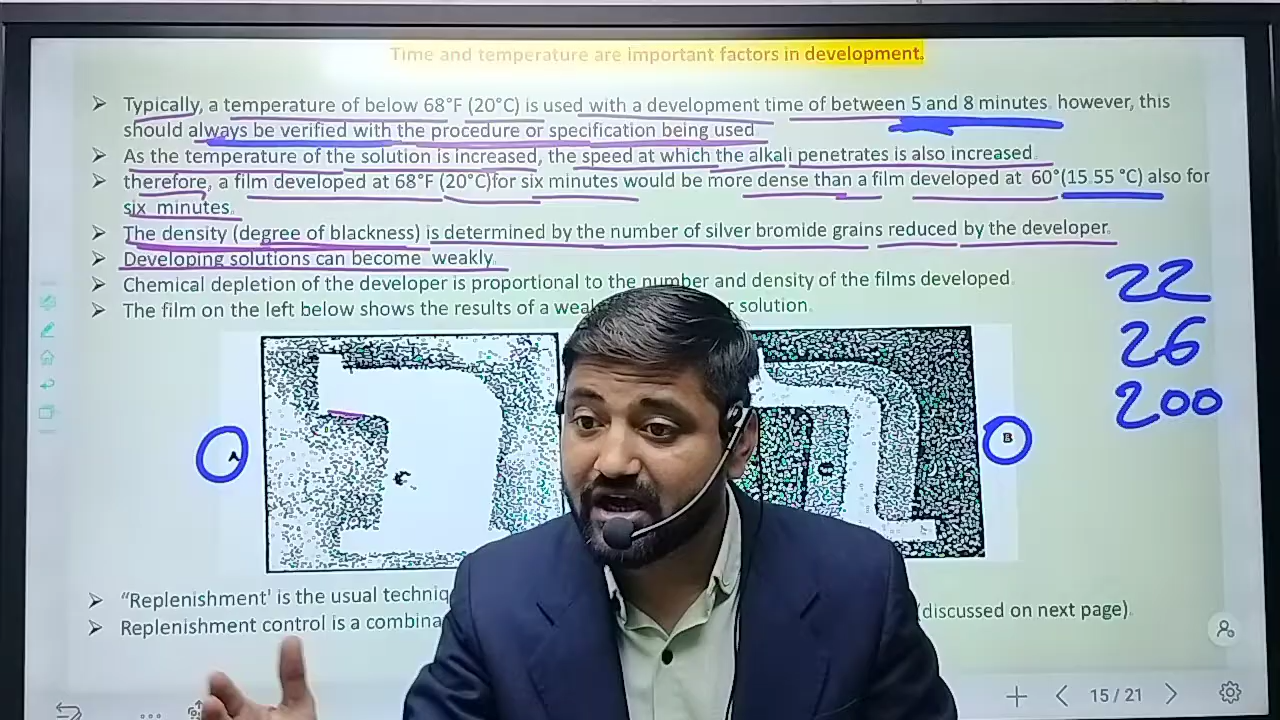 Time and temperature are important factors in development.
➢ Typically, a temperature of below 68°F (20°C) is used with a development time of between 5 and 8 minutes however, this
should always be verified with the procedure or specification being used
➢ As the temperature of the solution is increased, the speed at which the alkali penetrates is also increased.
➢ therefore, a film developed at 68°F (20°C)for six minutes would be more dense than a film developed at 60°(15.55 °C) also for
six minutes.
➢ The density (degree of blackness) is determined by the number of silver bromide grains reduced by the developer.
➢ Developing solutions can become weakly.
➢ Chemical depletion of the developer is proportional to the number and density of the films developed.
➢ The film on the left below shows the results of a solution.
22
26
200
A
B
➢ “Replenishment' is the usual (discussed on next page).
➢ Replenishment control is a
15 / 21